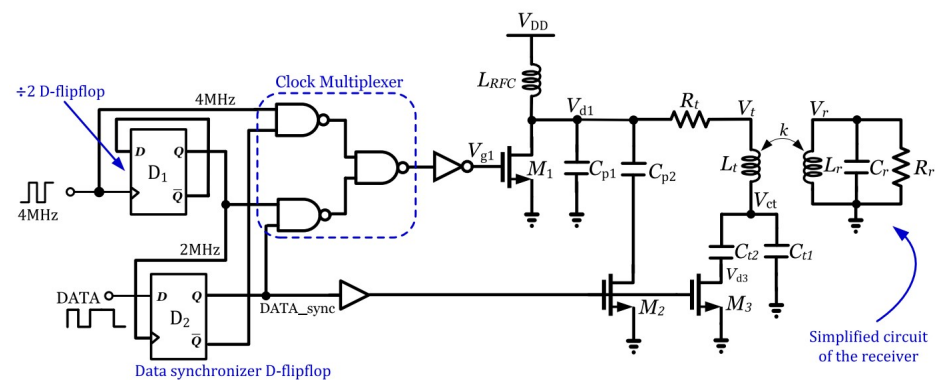 V_DD
L_RFC
Clock Multiplexer
÷2 D-flipflop
4MHz
V_d1
R_t
V_t
k
V_r
D
Q
D_1
Q̅
V_g1
M_1
C_p1
C_p2
L_t
L_r
C_r
R_r
4MHz
V_ct
2MHz
C_t2
C_t1
V_d3
DATA
D
Q
D_2
Q̅
DATA_sync
M_2
M_3
Simplified circuit
of the receiver
Data synchronizer D-flipflop